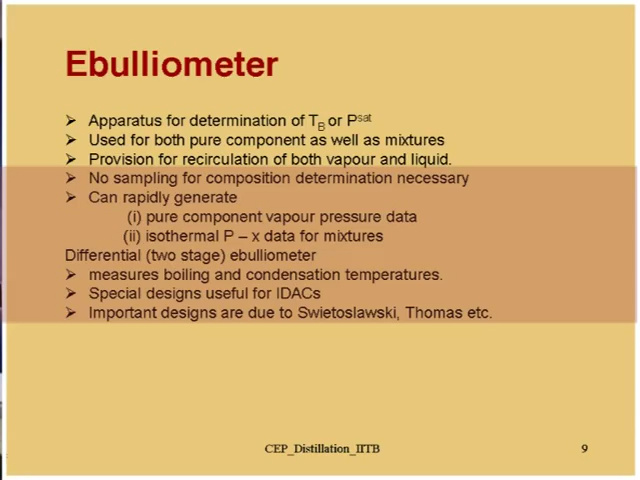 Ebulliometer
➢ Apparatus for determination of TB or Psat
➢ Used for both pure component as well as mixtures
➢ Provision for recirculation of both vapour and liquid.
➢ No sampling for composition determination necessary
➢ Can rapidly generate
(i) pure component vapour pressure data
(ii) isothermal P – x data for mixtures
Differential (two stage) ebulliometer
➢ measures boiling and condensation temperatures.
➢ Special designs useful for IDACs
➢ Important designs are due to Swietoslawski, Thomas etc.
CEP_Distillation_IITB 9